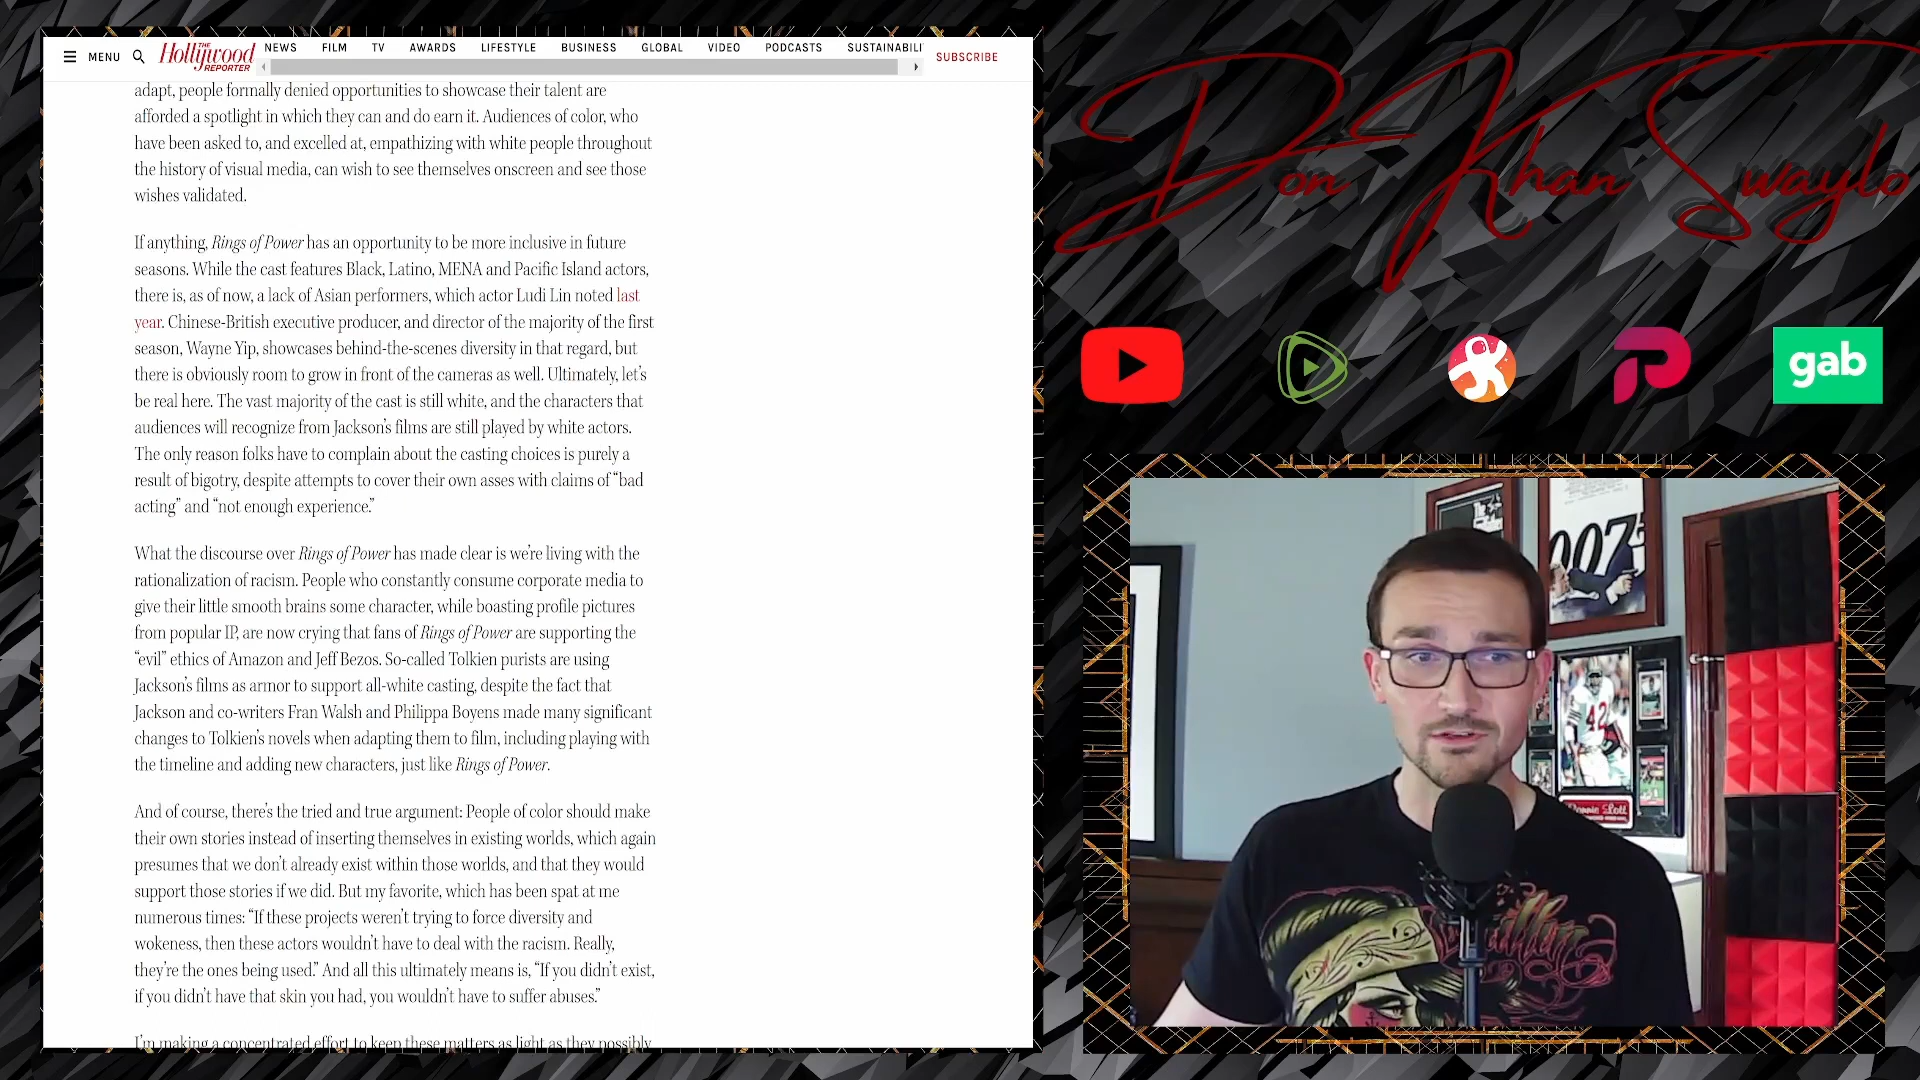 MENU
THE
Hollywood
REPORTER
NEWS FILM TV AWARDS LIFESTYLE BUSINESS GLOBAL VIDEO PODCASTS SUSTAINABILI
SUBSCRIBE
adapt, people formally denied opportunities to showcase their talent are
afforded a spotlight in which they can and do earn it. Audiences of color, who
have been asked to, and excelled at, empathizing with white people throughout
the history of visual media, can wish to see themselves onscreen and see those
wishes validated.
If anything, Rings of Power has an opportunity to be more inclusive in future
seasons. While the cast features Black, Latino, MENA and Pacific Island actors,
there is, as of now, a lack of Asian performers, which actor Ludi Lin noted last
year. Chinese-British executive producer, and director of the majority of the first
season, Wayne Yip, showcases behind-the-scenes diversity in that regard, but
there is obviously room to grow in front of the cameras as well. Ultimately, let’s
be real here. The vast majority of the cast is still white, and the characters that
audiences will recognize from Jackson’s films are still played by white actors.
The only reason folks have to complain about the casting choices is purely a
result of bigotry, despite attempts to cover their own asses with claims of “bad
acting” and “not enough experience.”
What the discourse over Rings of Power has made clear is we’re living with the
rationalization of racism. People who constantly consume corporate media to
give their little smooth brains some character, while boasting profile pictures
from popular IP, are now crying that fans of Rings of Power are supporting the
“evil” ethics of Amazon and Jeff Bezos. So-called Tolkien purists are using
Jackson’s films as armor to support all-white casting, despite the fact that
Jackson and co-writers Fran Walsh and Philippa Boyens made many significant
changes to Tolkien’s novels when adapting them to film, including playing with
the timeline and adding new characters, just like Rings of Power.
And of course, there’s the tried and true argument: People of color should make
their own stories instead of inserting themselves in existing worlds, which again
presumes that we don’t already exist within those worlds, and that they would
support those stories if we did. But my favorite, which has been spat at me
numerous times: “If these projects weren’t trying to force diversity and
wokeness, then these actors wouldn’t have to deal with the racism. Really,
they’re the ones being used.” And all this ultimately means is, “If you didn’t exist,
if you didn’t have that skin you had, you wouldn’t have to suffer abuses.”
I’m making a concentrated effort to keep these matters as light as they possibly
Don Khan Swaylo
gab
007
42
Ronnie Lott